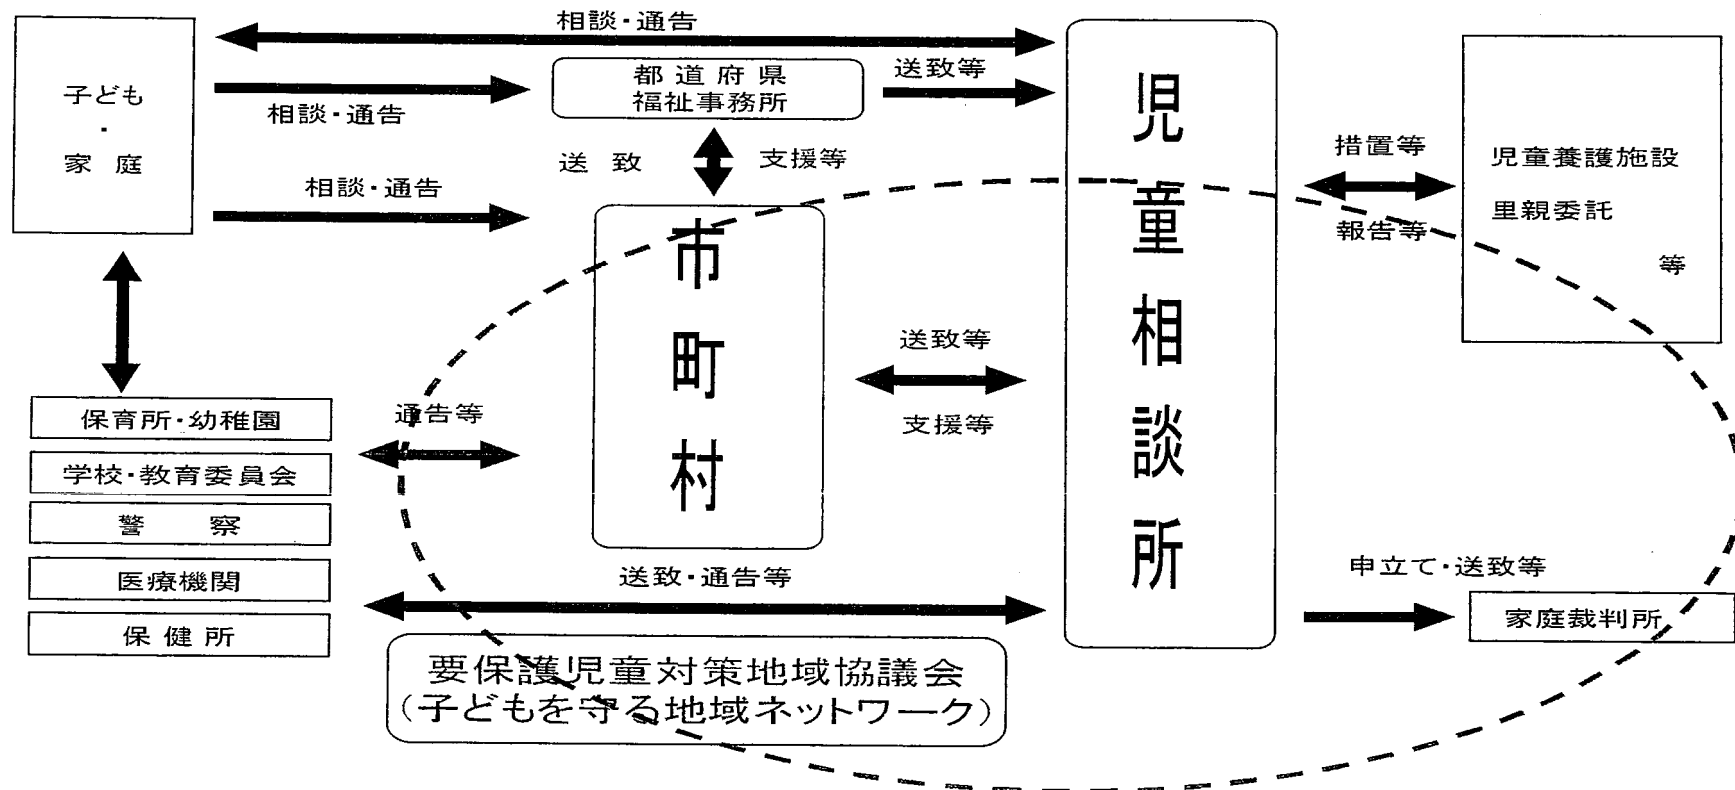 相談・通告
子ども
・
家 庭
相談・通告
都 道 府 県
福祉事務所
送致等
送 致
支援等
相談・通告
市町村
児童相談所
措置等
報告等
児童養護施設
里親委託
等
送致等
支援等
通告等
保育所・幼稚園
学校・教育委員会
警 察
医療機関
保 健 所
送致・通告等
申立て・送致等
家庭裁判所
要保護児童対策地域協議会
(子どもを守る地域ネットワーク)